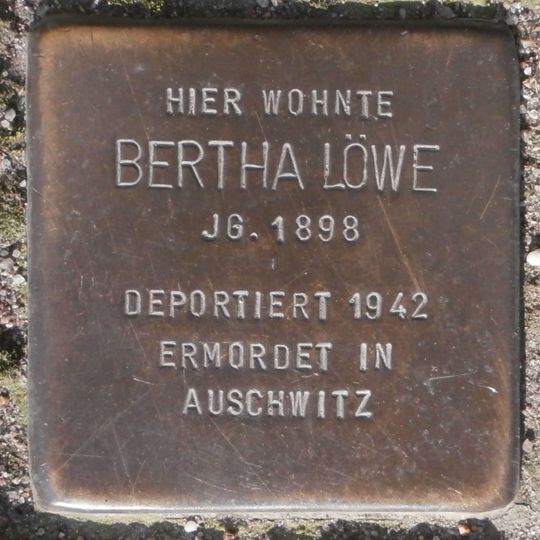 HIER WOHNTE
BERTHA LÖWE
JG. 1898
DEPORTIERT 1942
ERMORDET IN
AUSCHWITZ